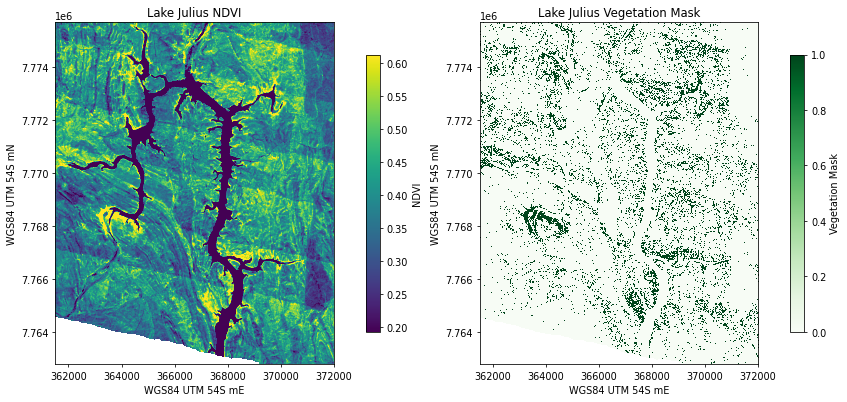 Lake Julius NDVI
1e6
7.774
7.772
7.770
7.768
7.766
7.764
WGS84 UTM 54S mN
362000 364000 366000 368000 370000 372000
WGS84 UTM 54S mE
0.60
0.55
0.50
0.45
0.40
0.35
0.30
0.25
0.20
NDVI
Lake Julius Vegetation Mask
1e6
7.774
7.772
7.770
7.768
7.766
7.764
WGS84 UTM 54S mN
362000 364000 366000 368000 370000 372000
WGS84 UTM 54S mE
1.0
0.8
0.6
0.4
0.2
0.0
Vegetation Mask